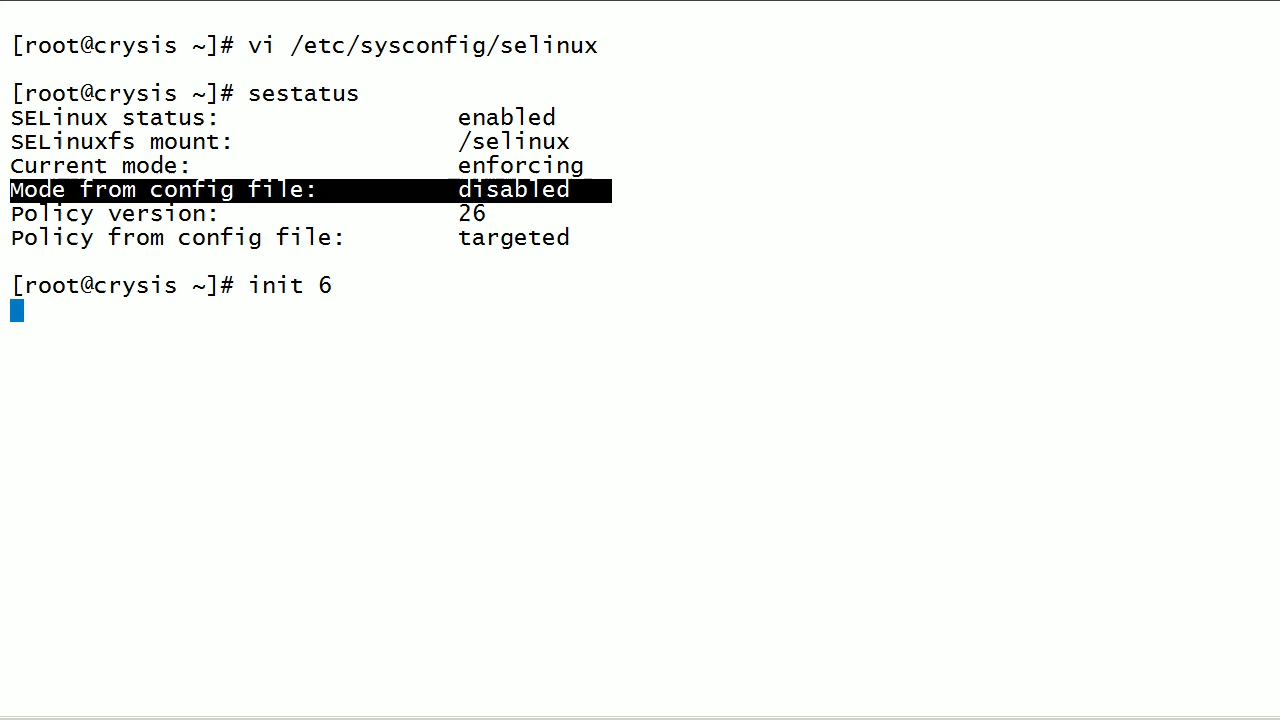 [root@crysis ~]# vi /etc/sysconfig/selinux
[root@crysis ~]# sestatus
SELinux status:                 enabled
SELinuxfs mount:                /selinux
Current mode:                   enforcing
Mode from config file:          disabled
Policy version:                 26
Policy from config file:        targeted
[root@crysis ~]# init 6